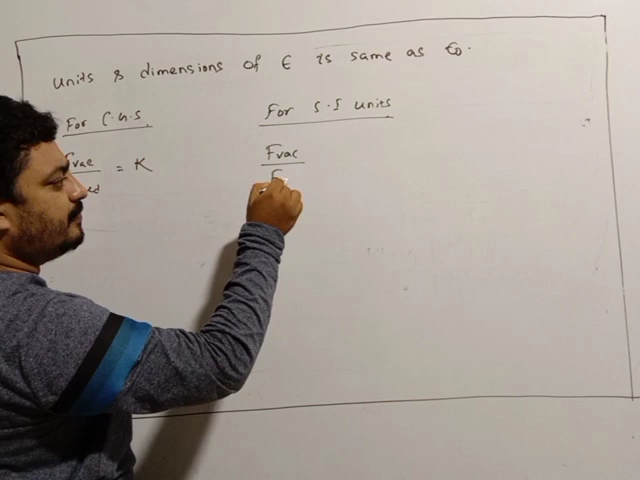 Units & dimensions of ϵ is same as ϵ0.
For C.G.S
For S.I units
Fvac = K
Fvac
F